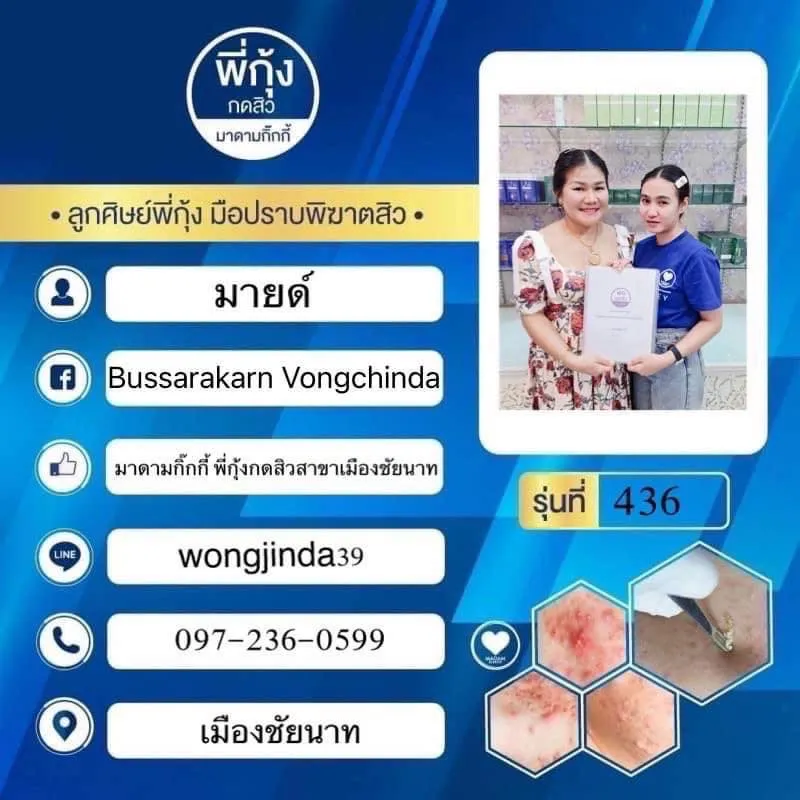 พี่กุ้ง
กดสิว
มาดามกิ๊กกี้
• ลูกศิษย์พี่กุ้ง มือปราบพิฆาตสิว •
มายด์
Bussarakarn Vongchinda
มาดามกิ๊กกี้ พี่กุ้งกดสิวสาขาเมืองชัยนาท
LINE
wongjinda39
097-236-0599
เมืองชัยนาท
รุ่นที่ 436
MADAM